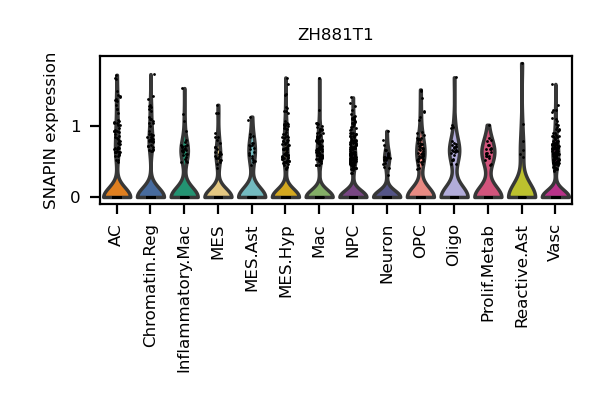 ZH881T1
SNAPIN expression
1
0
AC
Chromatin.Reg
Inflammatory.Mac
MES
MES.Ast
MES.Hyp
Mac
NPC
Neuron
OPC
Oligo
Prolif.Metab
Reactive.Ast
Vasc